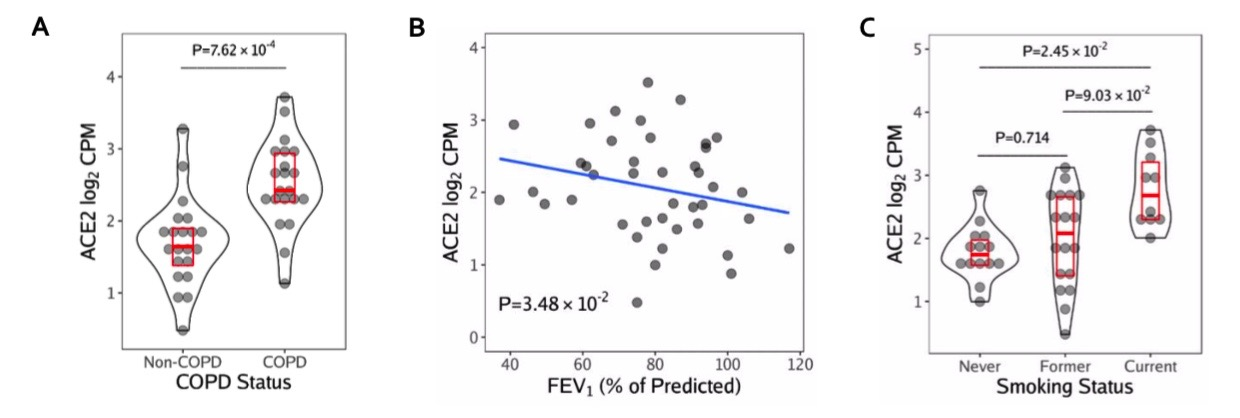 A
P=7.62 × 10⁻⁴
ACE2 log₂ CPM
4
3
2
1
Non-COPD
COPD
COPD Status
B
ACE2 log₂ CPM
4
3
2
1
0
P=3.48 × 10⁻²
40
60
80
100
120
FEV₁ (% of Predicted)
C
P=2.45 × 10⁻²
P=9.03 × 10⁻²
P=0.714
ACE2 log₂ CPM
5
4
3
2
1
Never
Former
Current
Smoking Status